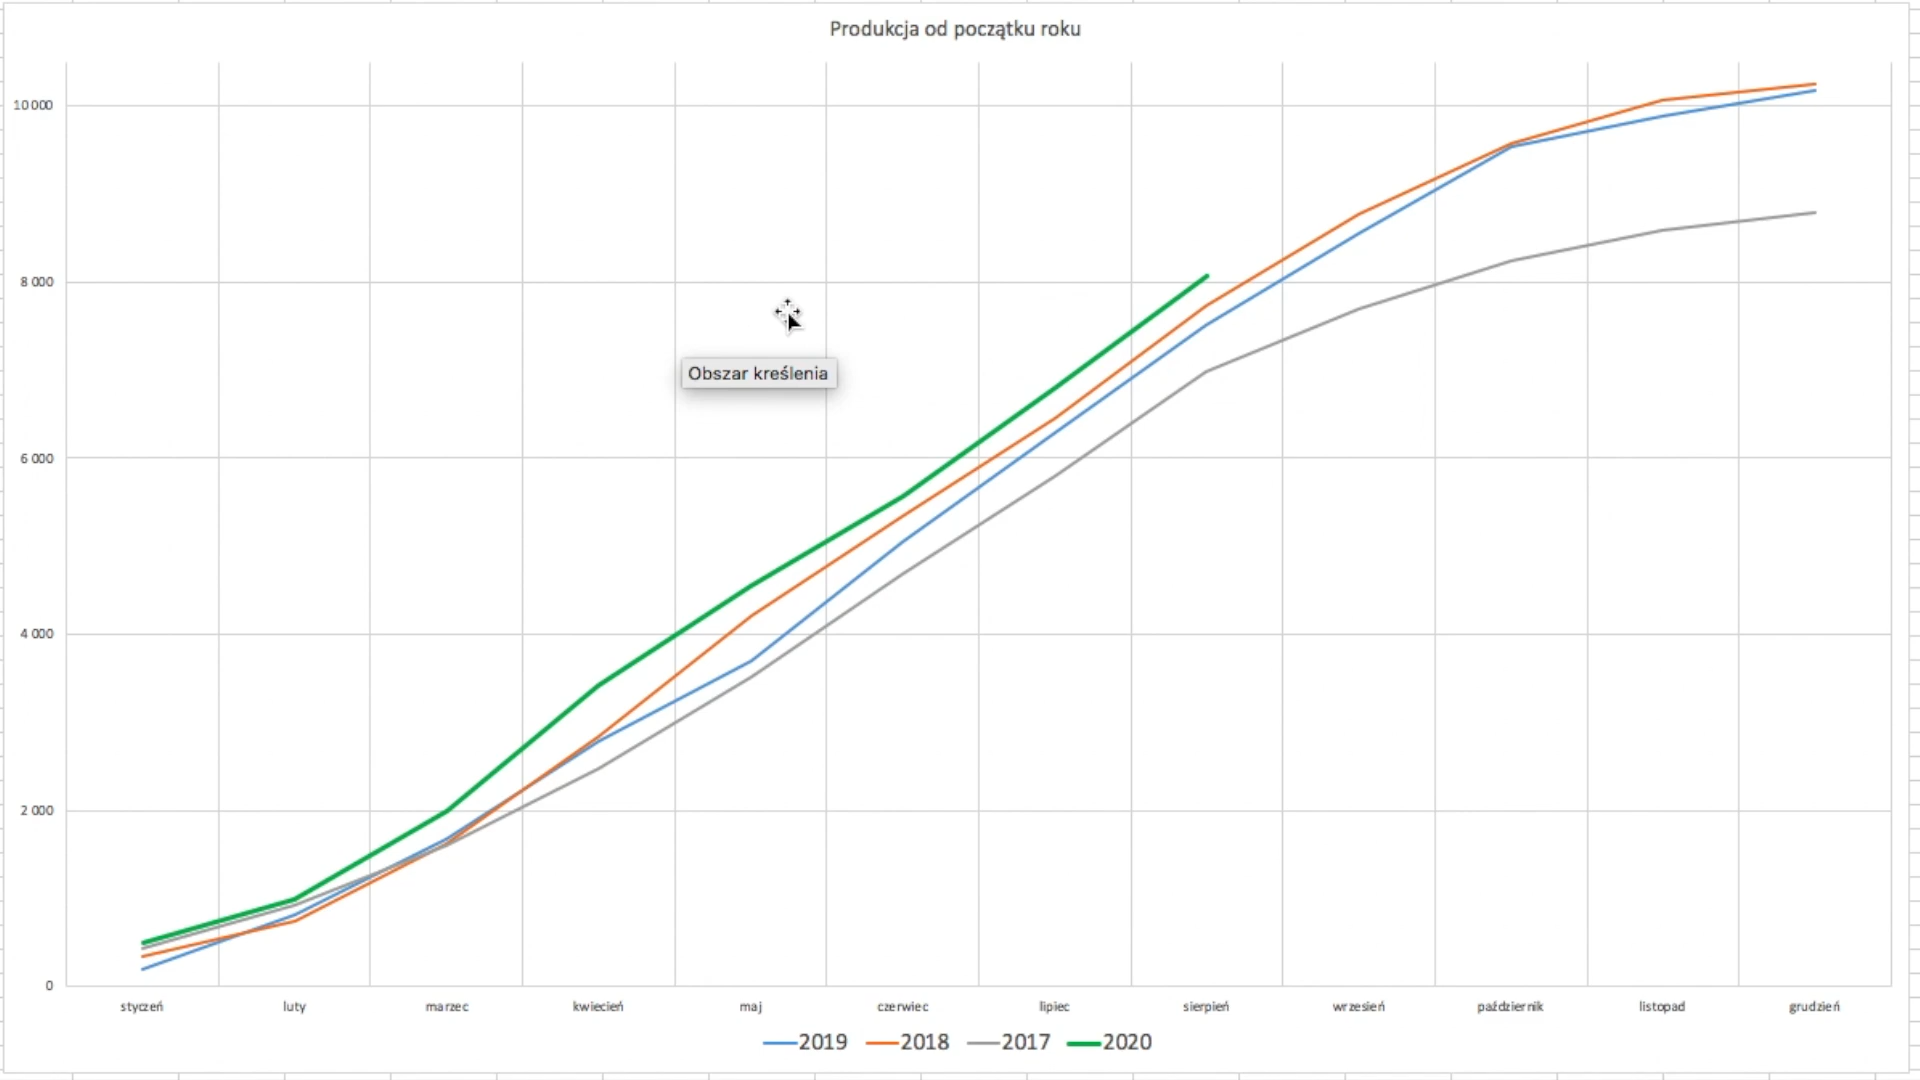 Produkcja od początku roku
10 000
8 000
Obszar kreślenia
6 000
4 000
2 000
0
styczeń luty marzec kwiecień maj czerwiec lipiec sierpień wrzesień październik listopad grudzień
2019 2018 2017 2020